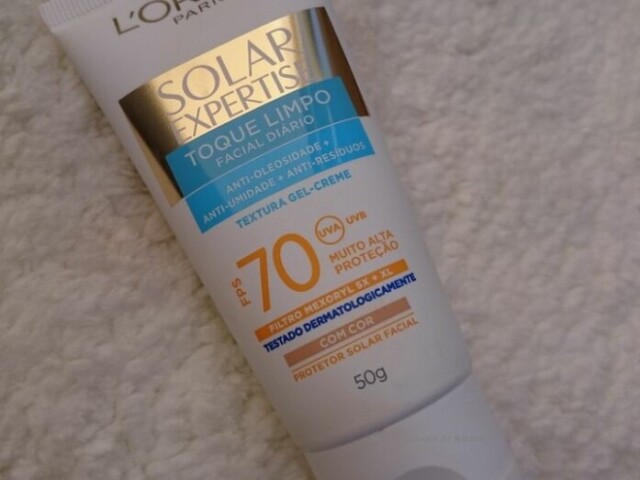 PARIS
SOLAR
EXPERTISE
TOQUE LIMPO
FACIAL DIÁRIO
ANTI-OLEOSIDADE +
ANTI-UMIDADE + ANTI-RESÍDUOS
TEXTURA GEL-CREME
FPS 70 UVA UVB
MUITO ALTA
PROTEÇÃO
FILTRO MEXORYL SX + XL
TESTADO DERMATOLOGICAMENTE
COM COR
PROTETOR SOLAR FACIAL
50g